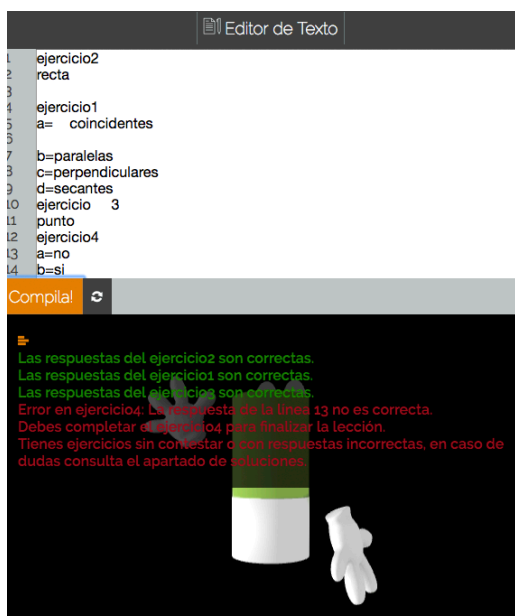 Editor de Texto
1 ejercicio2
2 recta
3
4 ejercicio1
5 a= coincidentes
6
7 b=paralelas
8 c=perpendiculares
9 d=secantes
10 ejercicio 3
11 punto
12 ejercicio4
13 a=no
14 b=si
Compila!
Las respuestas del ejercicio2 son correctas.
Las respuestas del ejercicio1 son correctas.
Las respuestas del ejercicio3 son correctas.
Error en ejercicio4: La respuesta de la linea 13 no es correcta.
Debes completar el ejercicio4 para finalizar la lección.
Tienes ejercicios sin contestar o con respuestas incorrectas, en caso de
dudas consulta el apartado de soluciones.